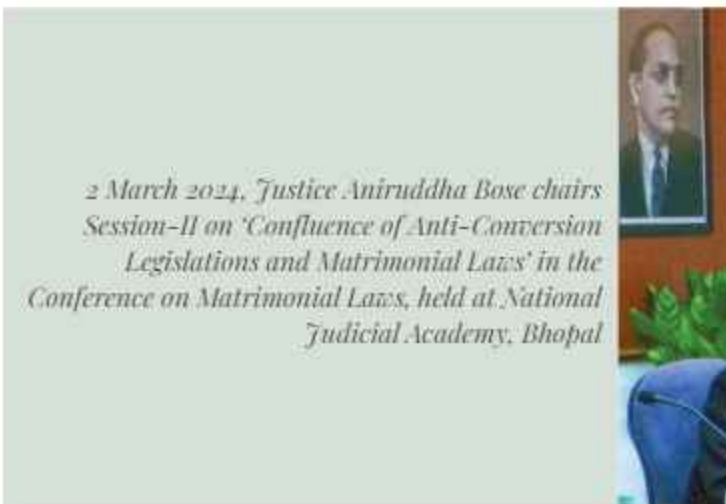 2 March 2024, Justice Aniruddha Bose chairs
Session-II on ‘Confluence of Anti-Conversion
Legislations and Matrimonial Laws’ in the
Conference on Matrimonial Laws, held at National
Judicial Academy, Bhopal